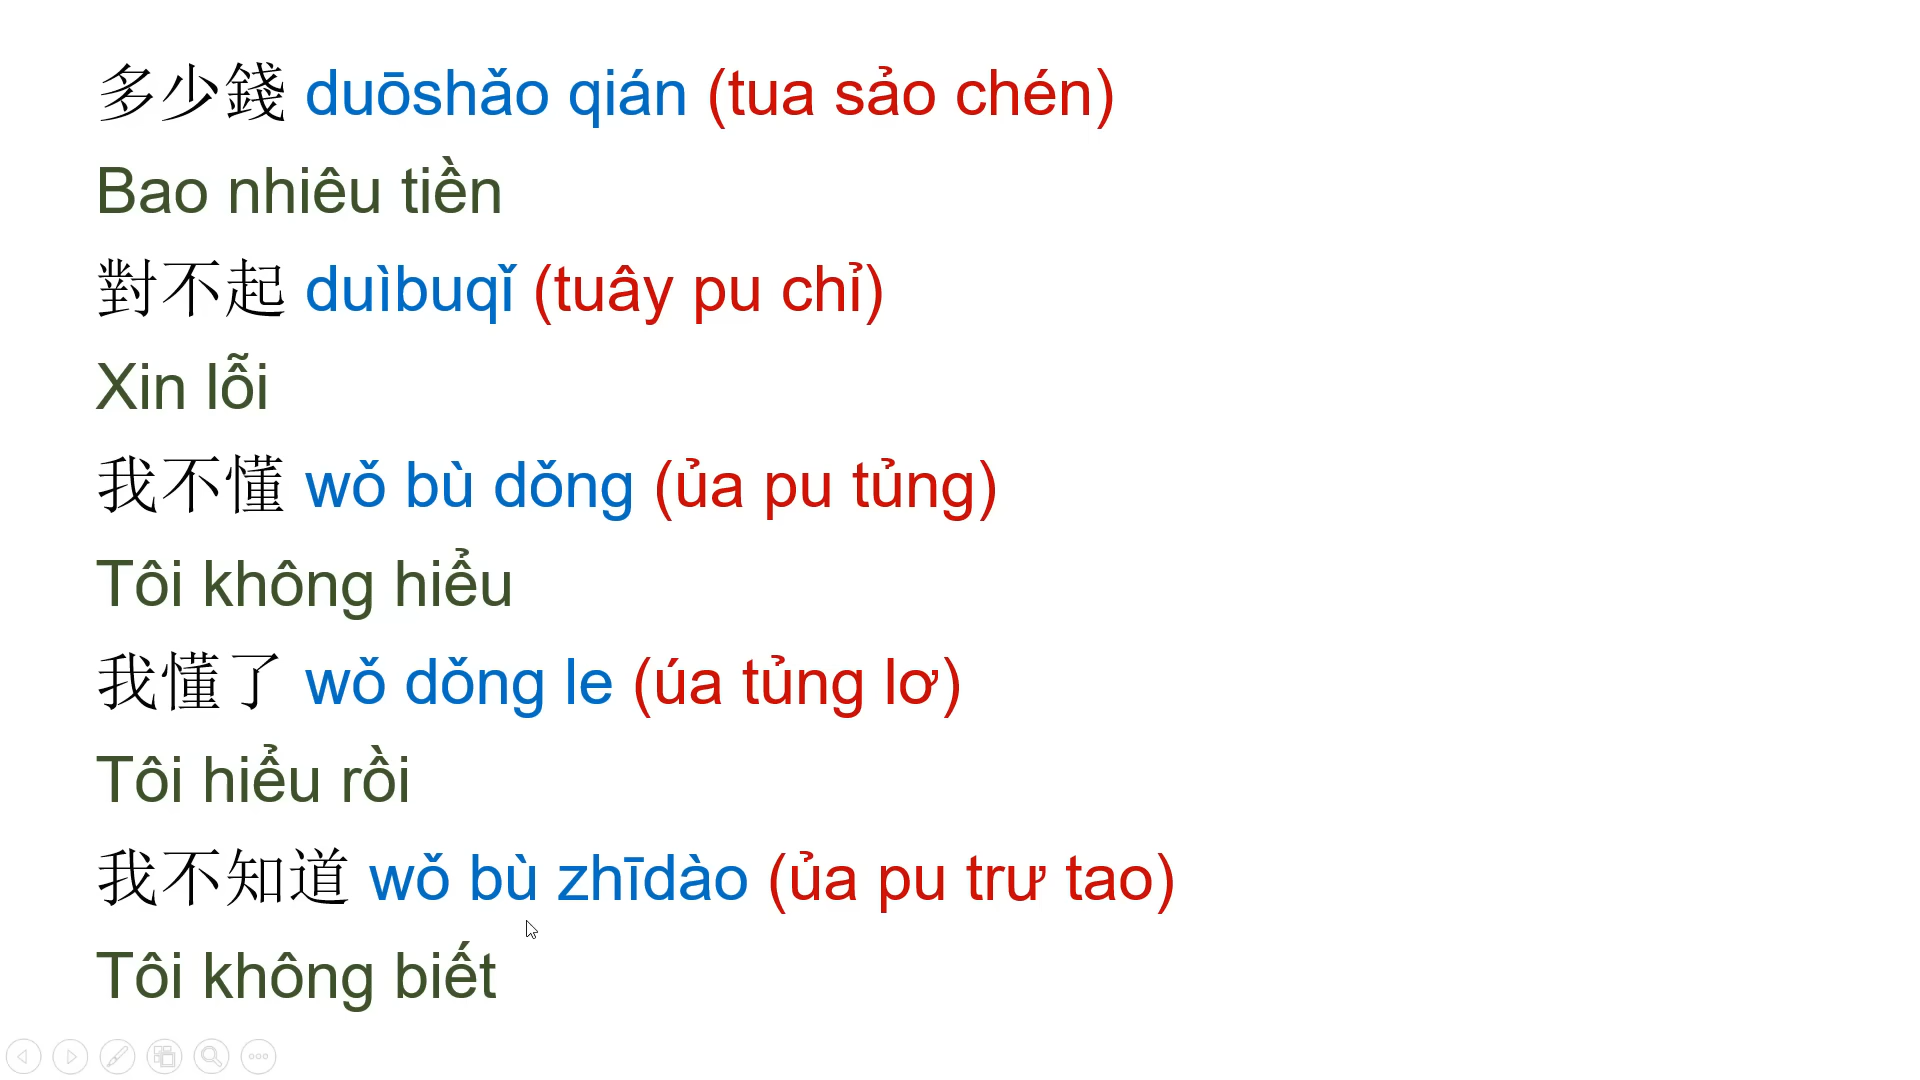 多少錢 duōshǎo qián (tua sảo chén)
Bao nhiêu tiền
對不起 duìbuqǐ (tuây pu chỉ)
Xin lỗi
我不懂 wǒ bù dǒng (ủa pu tủng)
Tôi không hiểu
我懂了 wǒ dǒng le (úa tủng lơ)
Tôi hiểu rồi
我不知道 wǒ bù zhīdào (ủa pu trư tao)
Tôi không biết